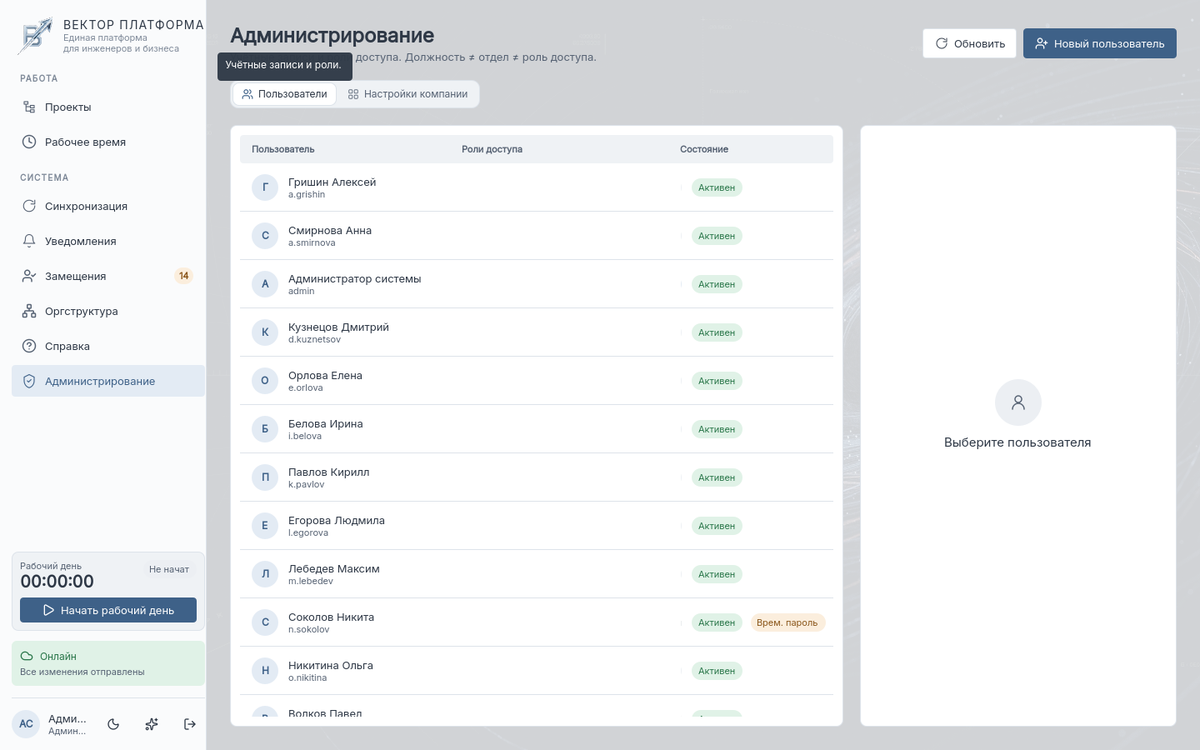 ВЕКТОР ПЛАТФОРМА
Единая платформа
для инженеров и бизнеса
РАБОТА
Проекты
Рабочее время
СИСТЕМА
Синхронизация
Уведомления
Замещения 14
Оргструктура
Справка
Администрирование
Рабочий день
Не начат
00:00:00
Начать рабочий день
Онлайн
Все изменения отправлены
АС
Адми...
Админ...
Администрирование
Учётные записи и роли.
доступа. Должность ≠ отдел ≠ роль доступа.
Обновить
Новый пользователь
Пользователи
Настройки компании
Пользователь Роли доступа Состояние
Г Гришин Алексей Активен
a.grishin
С Смирнова Анна Активен
a.smirnova
А Администратор системы Активен
admin
К Кузнецов Дмитрий Активен
d.kuznetsov
О Орлова Елена Активен
e.orlova
Б Белова Ирина Активен
i.belova
П Павлов Кирилл Активен
k.pavlov
Е Егорова Людмила Активен
l.egorova
Л Лебедев Максим Активен
m.lebedev
С Соколов Никита Активен Врем. пароль
n.sokolov
Н Никитина Ольга Активен
o.nikitina
Волков Павел
Выберите пользователя